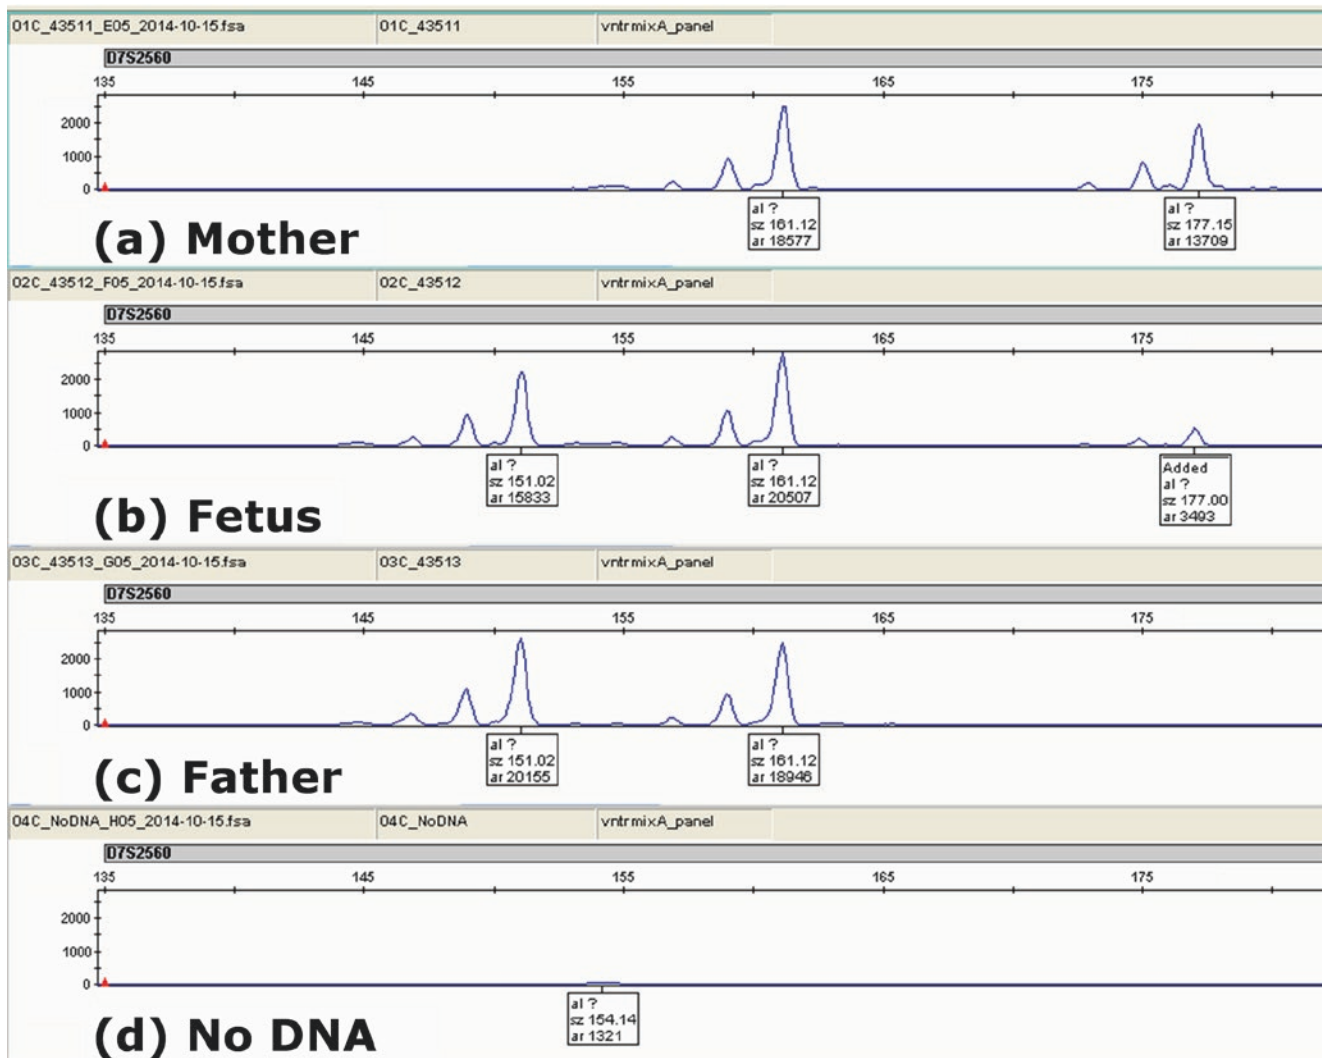 01C_43511_E05_2014-10-15.fsa 01C_43511 vntrmixA_panel
D7S2560
135 145 155 165 175
2000
1000
0
al ? al ?
sz 161.12 sz 177.15
ar 18577 ar 13709
(a) Mother
02C_43512_F05_2014-10-15.fsa 02C_43512 vntrmixA_panel
D7S2560
135 145 155 165 175
2000
1000
0
al ? al ? Added
sz 151.02 sz 161.12 al ?
ar 15833 ar 20507 sz 177.00
ar 3493
(b) Fetus
03C_43513_G05_2014-10-15.fsa 03C_43513 vntrmixA_panel
D7S2560
135 145 155 165 175
2000
1000
0
al ? al ?
sz 151.02 sz 161.12
ar 20155 ar 18946
(c) Father
04C_NoDNA_H05_2014-10-15.fsa 04C_NoDNA vntrmixA_panel
D7S2560
135 145 155 165 175
2000
1000
0
al ?
sz 154.14
ar 1321
(d) No DNA